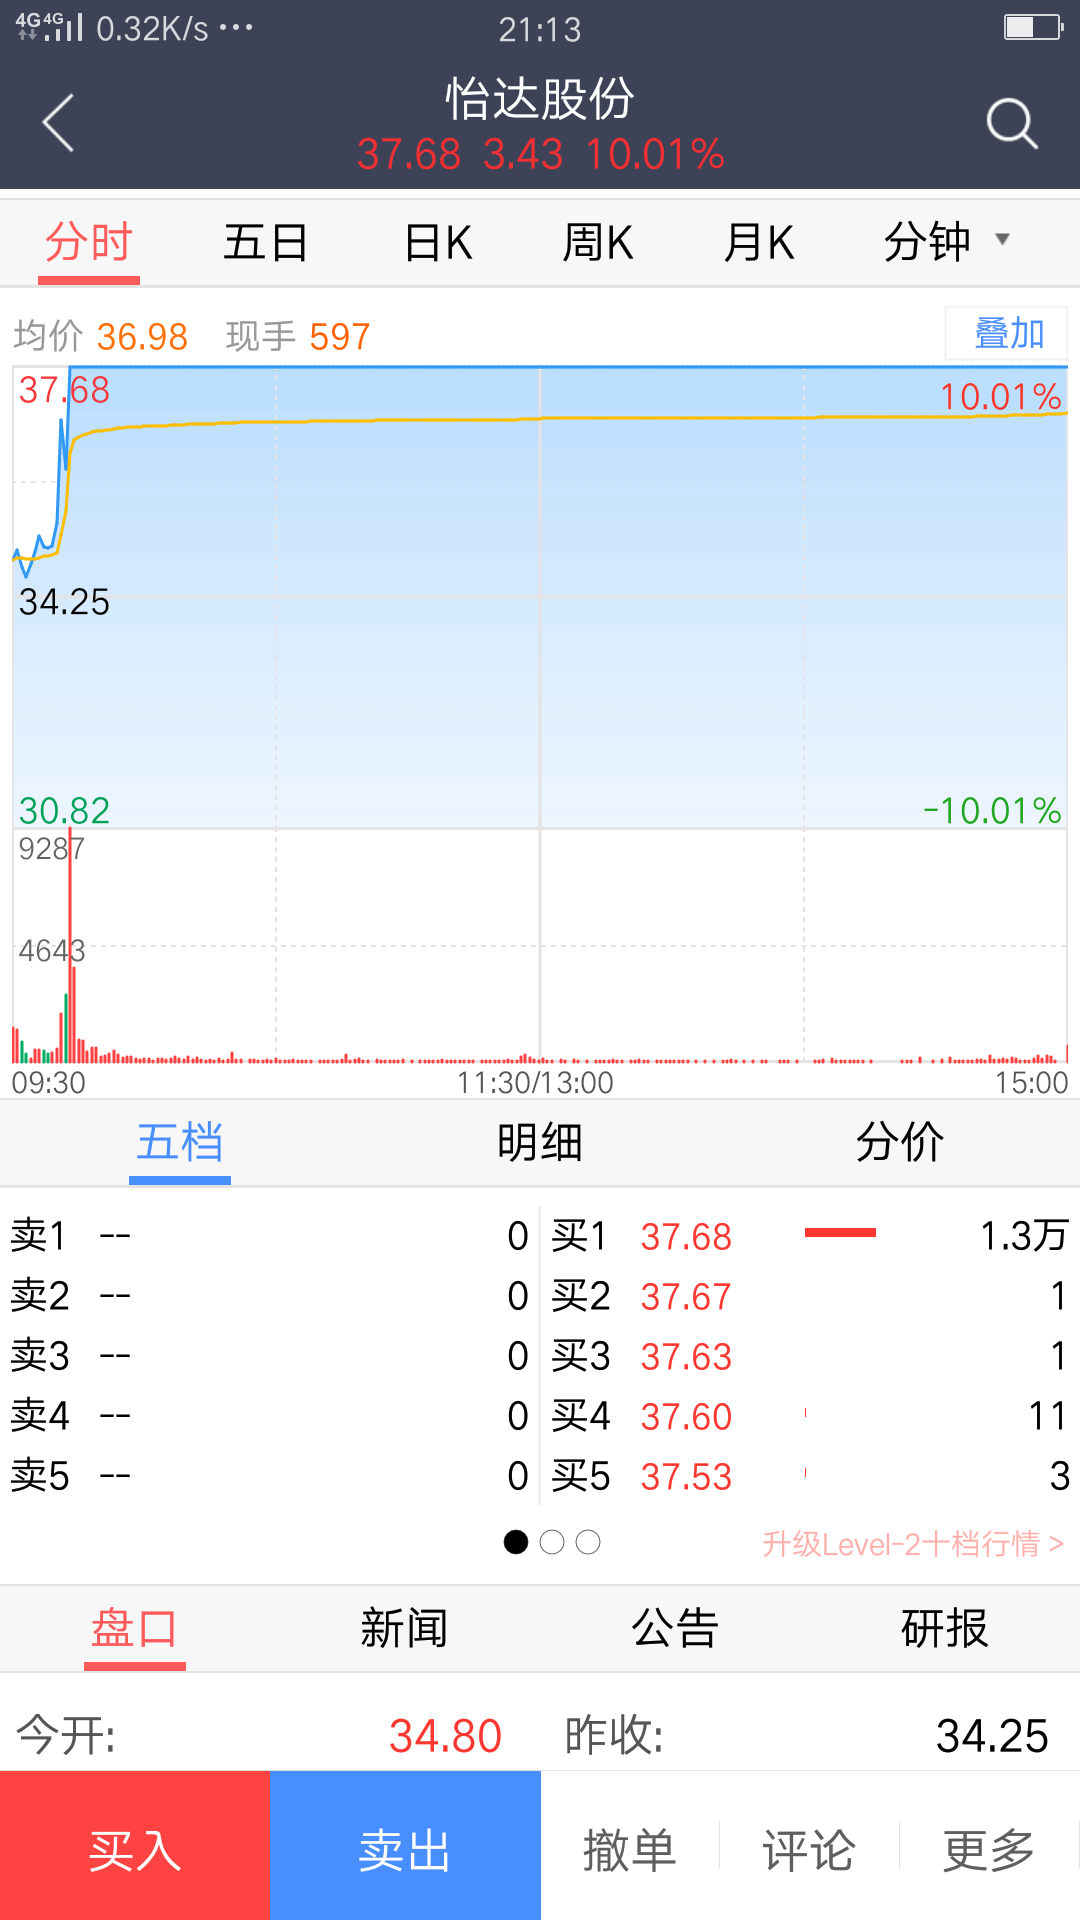 4G 4G 0.32K/s ··· 21:13
怡达股份
37.68 3.43 10.01%
分时 五日 日K 周K 月K 分钟
均价 36.98 现手 597 叠加
37.68 10.01%
34.25
30.82 -10.01%
9287
4643
09:30 11:30/13:00 15:00
五档 明细 分价
卖1 -- 0 买1 37.68 1.3万
卖2 -- 0 买2 37.67 1
卖3 -- 0 买3 37.63 1
卖4 -- 0 买4 37.60 11
卖5 -- 0 买5 37.53 3
升级Level-2十档行情 >
盘口 新闻 公告 研报
今开: 34.80 昨收: 34.25
买入 卖出 撤单 评论 更多